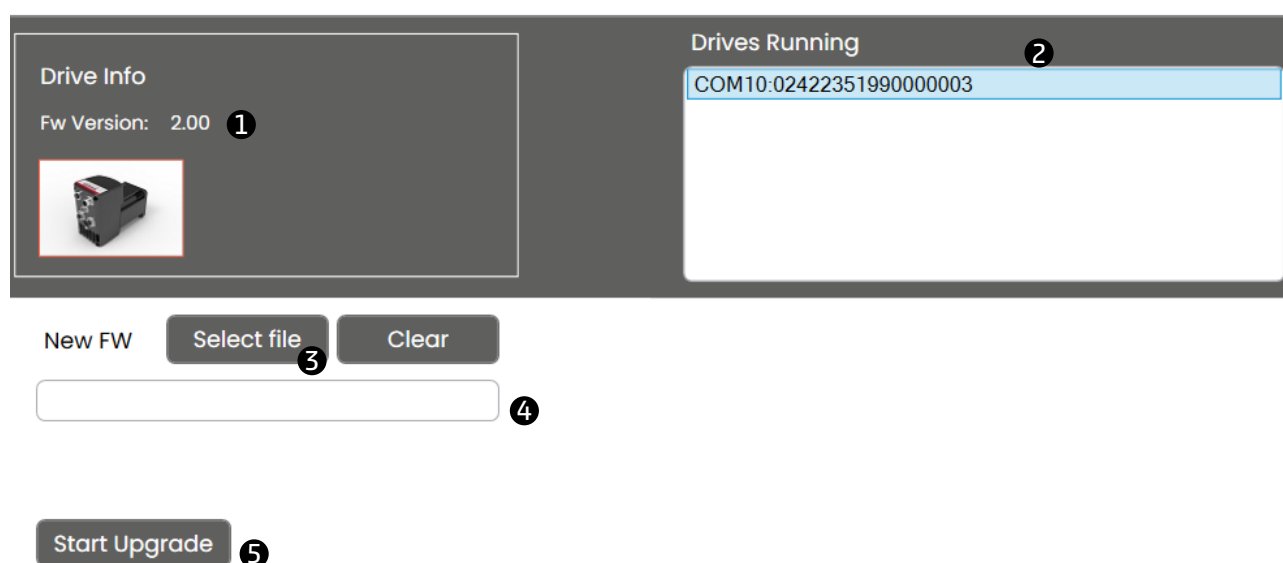 Drive Info
Fw Version: 2.00 1
Drives Running 2
COM10:02422351990000003
New FW Select file 3 Clear
4
Start Upgrade 5